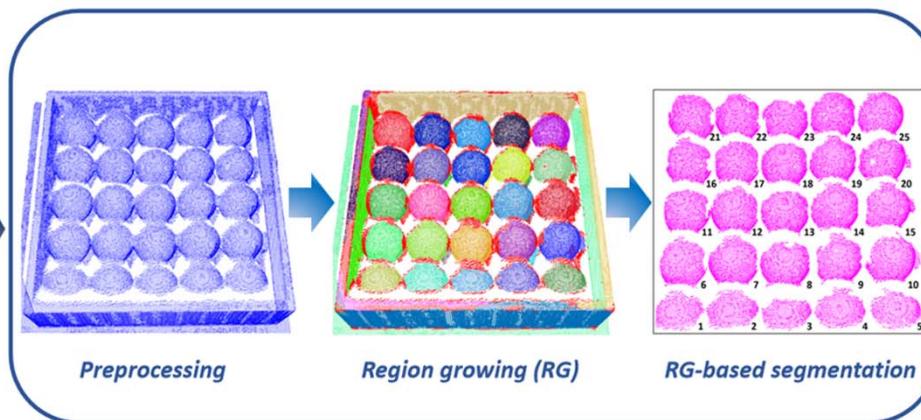 21 22 23 24 25
16 17 18 19 20
11 12 13 14 15
6 7 8 9 10
1 2 3 4 5
Preprocessing Region growing (RG) RG-based segmentation